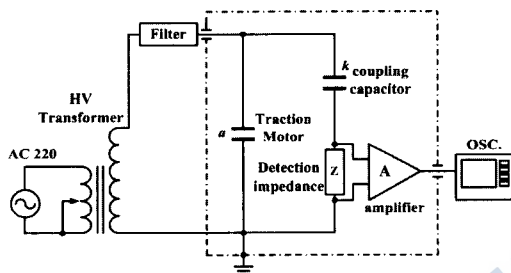 Filter
HV
Transformer
AC 220
k coupling
capacitor
a
Traction
Motor
Detection
impedance
Z
A
amplifier
OSC.